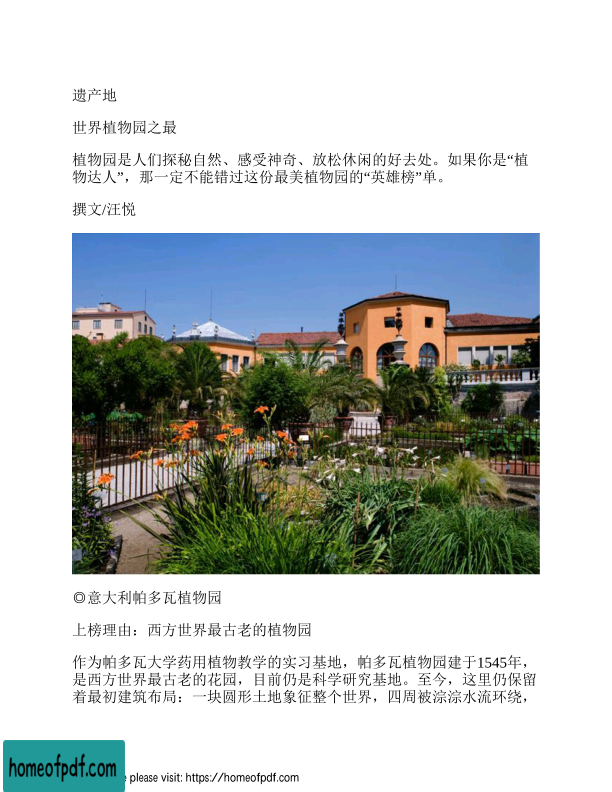 遗产地
世界植物园之最
植物园是人们探秘自然、感受神奇、放松休闲的好去处。如果你是“植
物达人”，那一定不能错过这份最美植物园的“英雄榜”单。
撰文/汪悦
◎意大利帕多瓦植物园
上榜理由：西方世界最古老的植物园
作为帕多瓦大学药用植物教学的实习基地，帕多瓦植物园建于1545年，
是西方世界最古老的花园，目前仍是科学研究基地。至今，这里仍保留
着最初建筑布局：一块圆形土地象征整个世界，四周被淙淙水流环绕，
homeofpdf.com
e please visit: https://homeofpdf.com